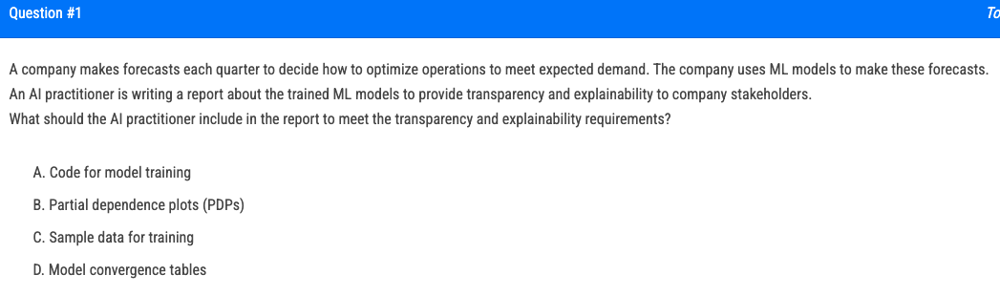 Question #1
A company makes forecasts each quarter to decide how to optimize operations to meet expected demand. The company uses ML models to make these forecasts.
An AI practitioner is writing a report about the trained ML models to provide transparency and explainability to company stakeholders.
What should the AI practitioner include in the report to meet the transparency and explainability requirements?
A. Code for model training
B. Partial dependence plots (PDPs)
C. Sample data for training
D. Model convergence tables